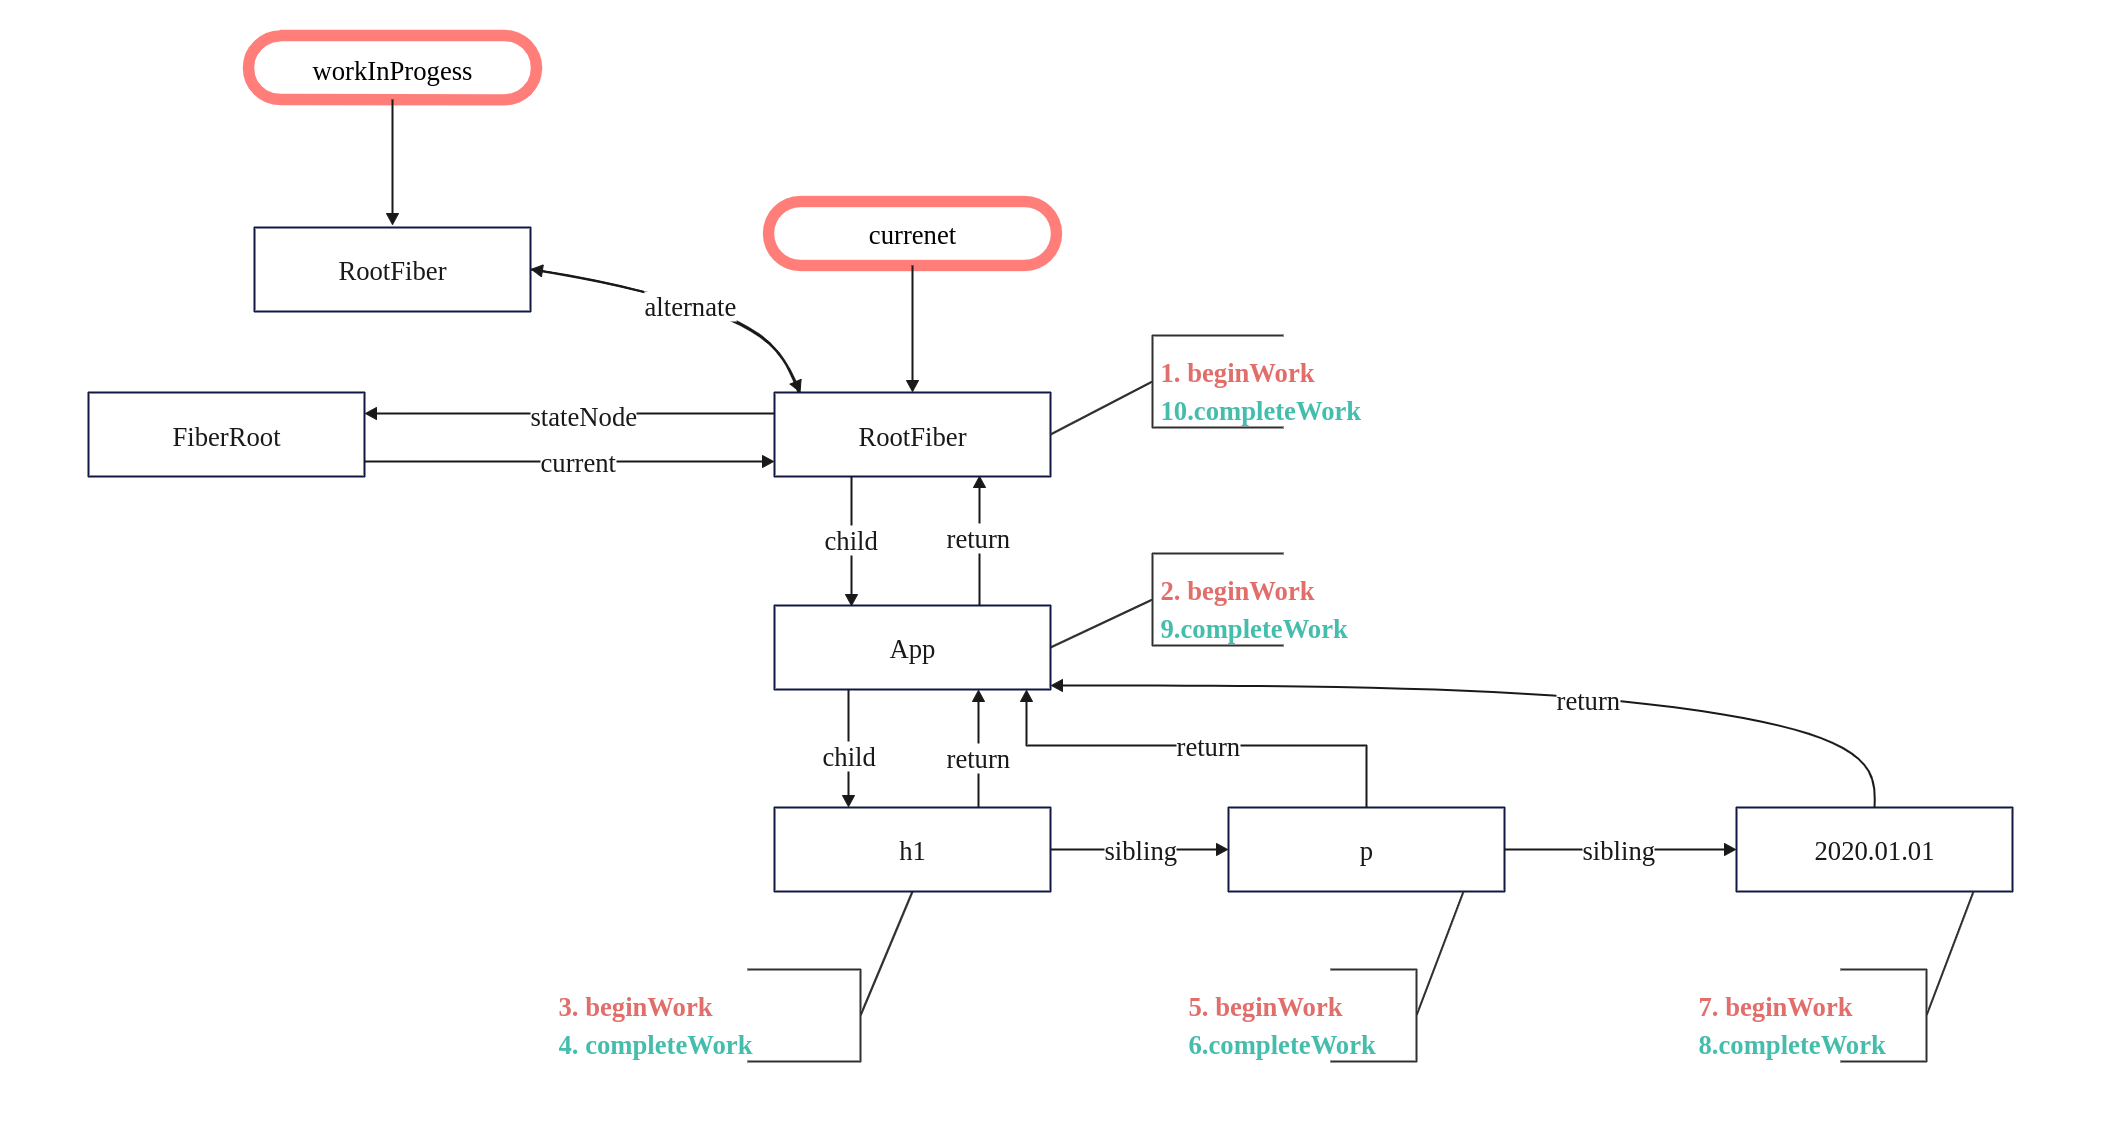 workInProgess
currenet
RootFiber
alternate
1. beginWork
10.completeWork
FiberRoot
stateNode
current
RootFiber
child
return
2. beginWork
9.completeWork
App
return
child
return
return
h1
sibling
p
sibling
2020.01.01
3. beginWork
4. completeWork
5. beginWork
6.completeWork
7. beginWork
8.completeWork